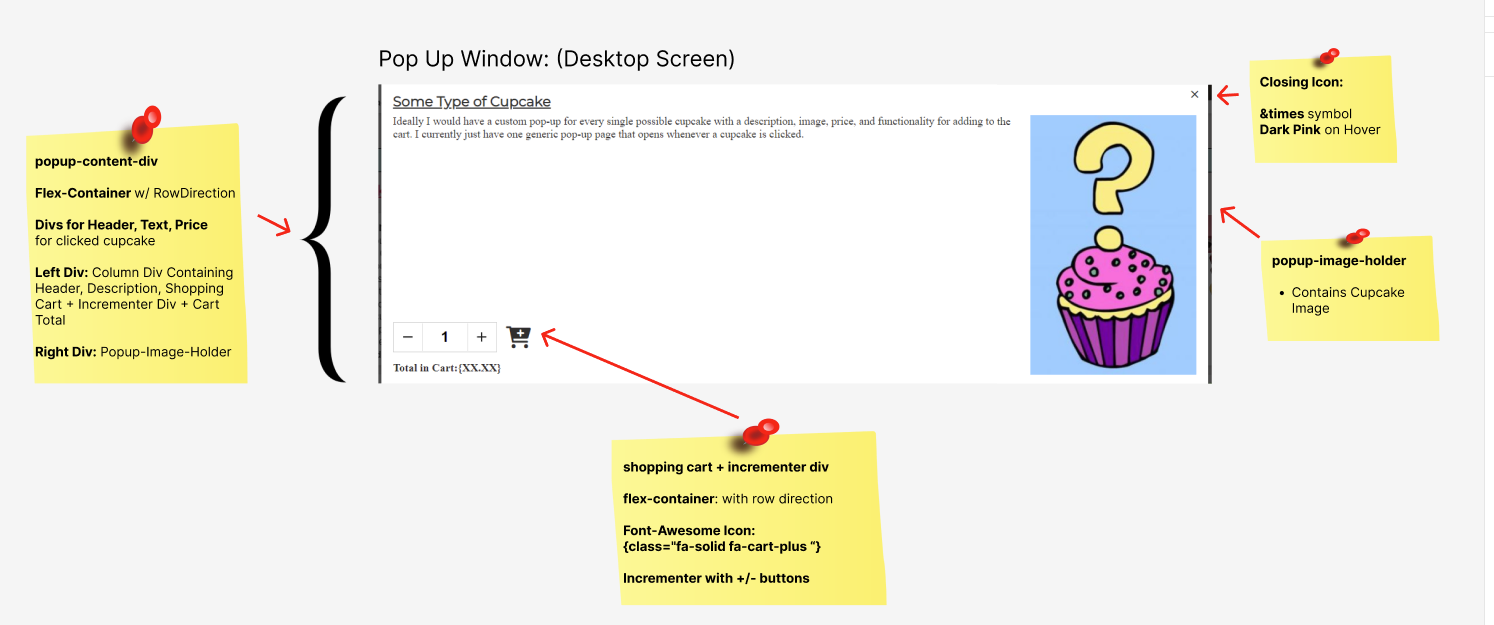 Pop Up Window: (Desktop Screen)
popup-content-div
Flex-Container w/ RowDirection
Divs for Header, Text, Price
for clicked cupcake
Left Div: Column Div Containing
Header, Description, Shopping
Cart + Incrementer Div + Cart
Total
Right Div: Popup-Image-Holder
Some Type of Cupcake
×
Ideally I would have a custom pop-up for every single possible cupcake with a description, image, price, and functionality for adding to the
cart. I currently just have one generic pop-up page that opens whenever a cupcake is clicked.
?
− 1 +
Total in Cart:{XX.XX}
Closing Icon:
&times symbol
Dark Pink on Hover
popup-image-holder
• Contains Cupcake
Image
shopping cart + incrementer div
flex-container: with row direction
Font-Awesome Icon:
{class="fa-solid fa-cart-plus “}
Incrementer with +/- buttons